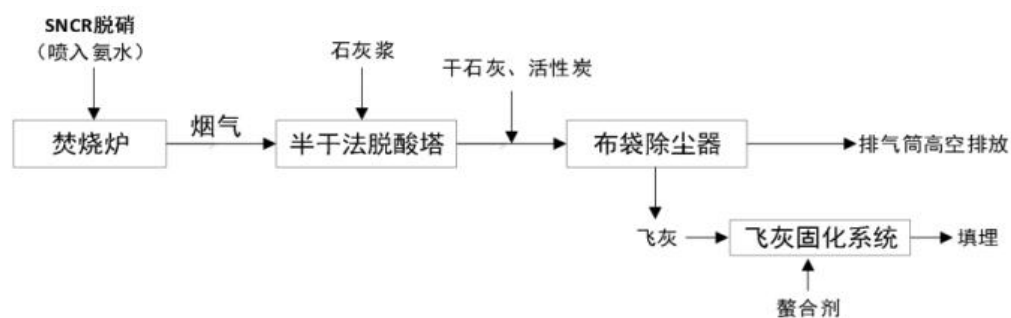 SNCR脱硝
（喷入氨水）
石灰浆
干石灰、活性炭
焚烧炉
烟气
半干法脱酸塔
布袋除尘器
排气筒高空排放
飞灰
飞灰固化系统
填埋
螯合剂